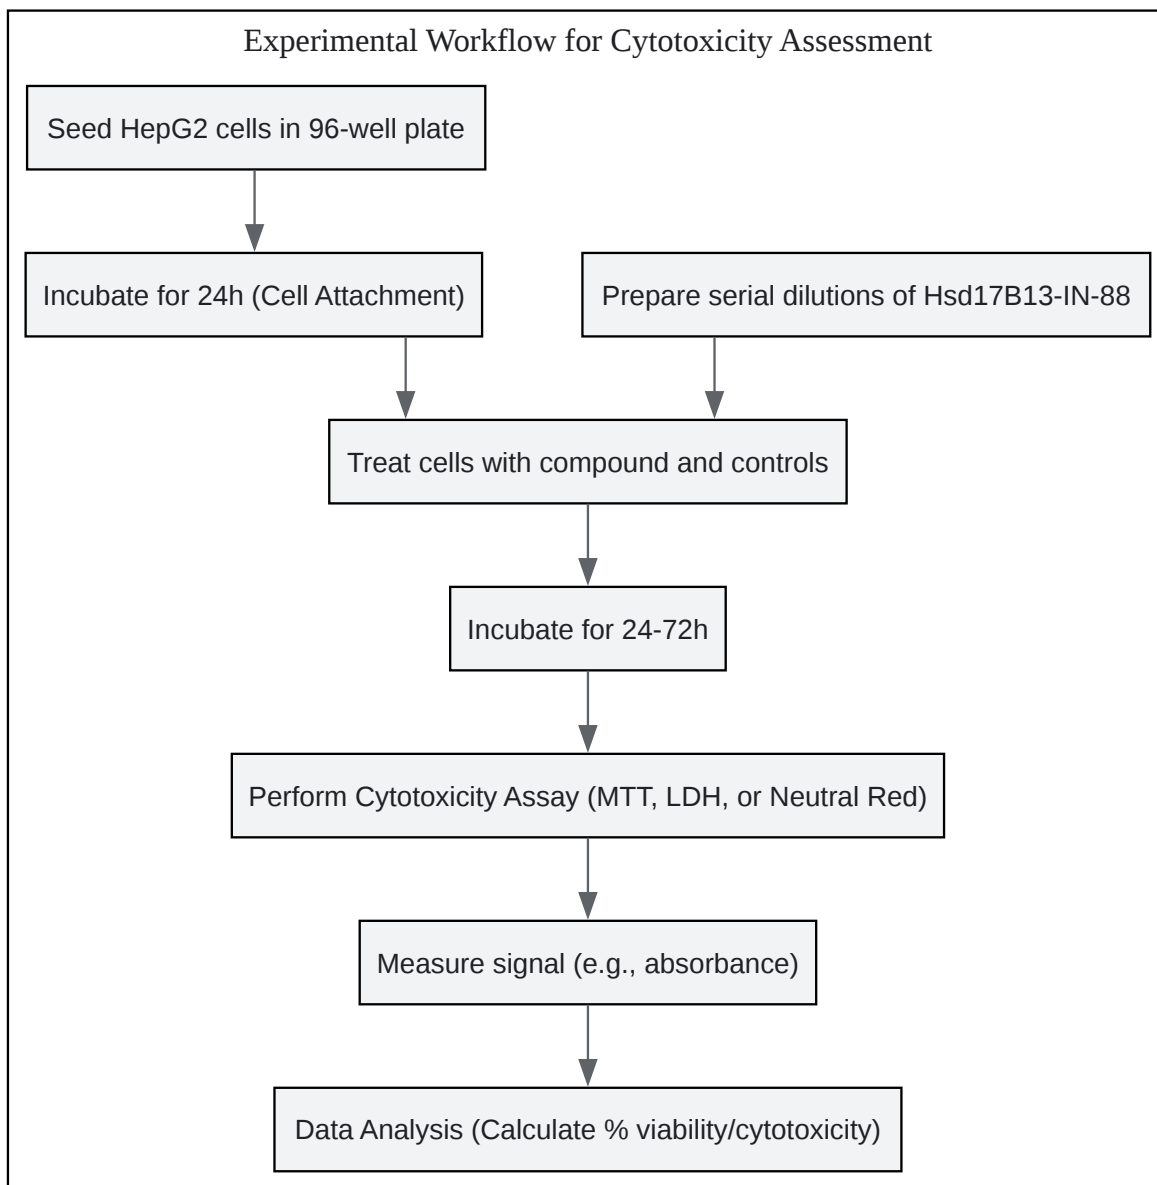 Experimental Workflow for Cytotoxicity Assessment
Seed HepG2 cells in 96-well plate
Incubate for 24h (Cell Attachment)
Prepare serial dilutions of Hsd17B13-IN-88
Treat cells with compound and controls
Incubate for 24-72h
Perform Cytotoxicity Assay (MTT, LDH, or Neutral Red)
Measure signal (e.g., absorbance)
Data Analysis (Calculate % viability/cytotoxicity)